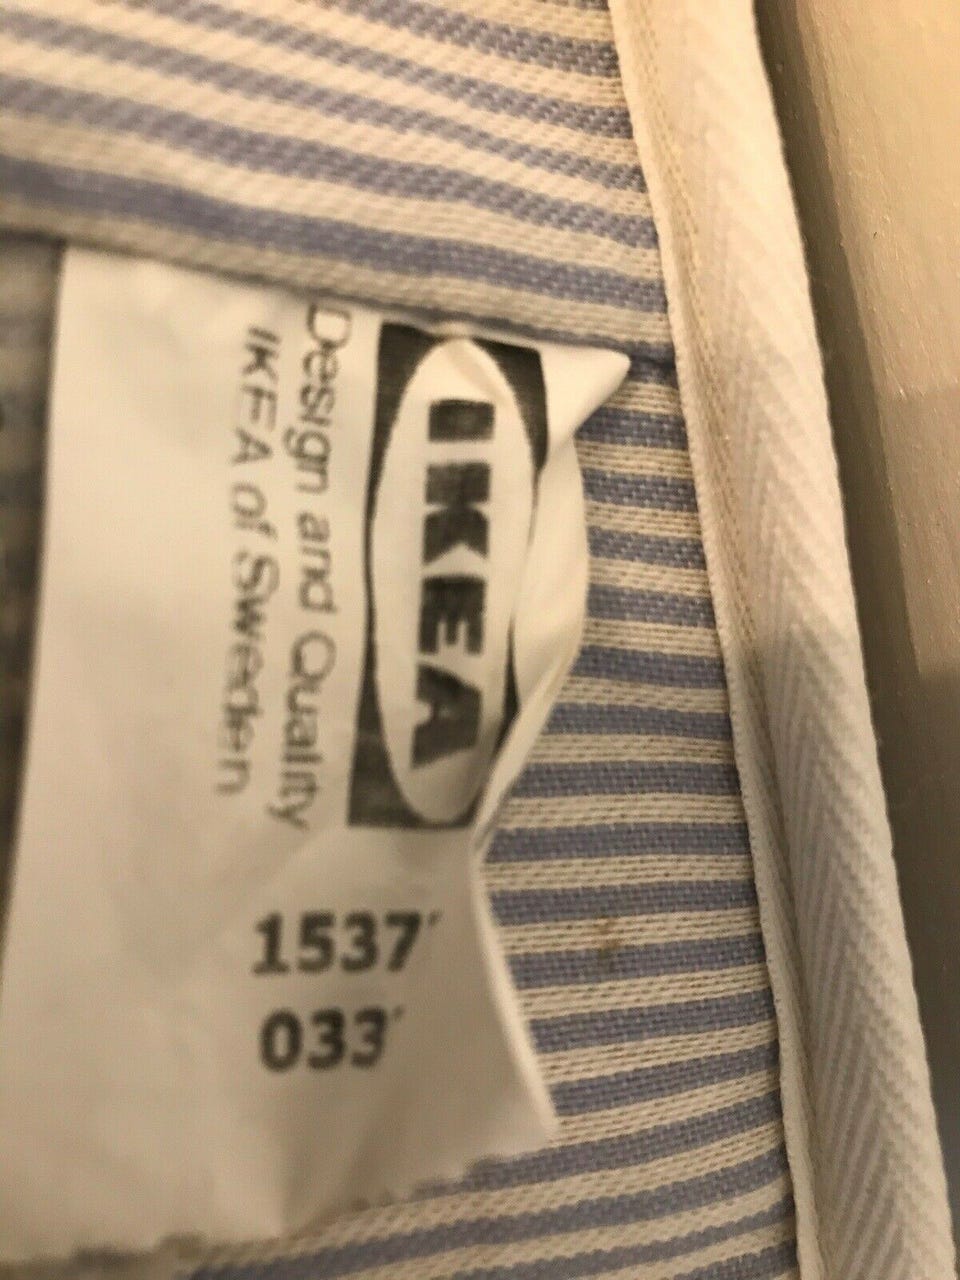 IKEA
Design and Quality
IKEA of Sweden
1537
033